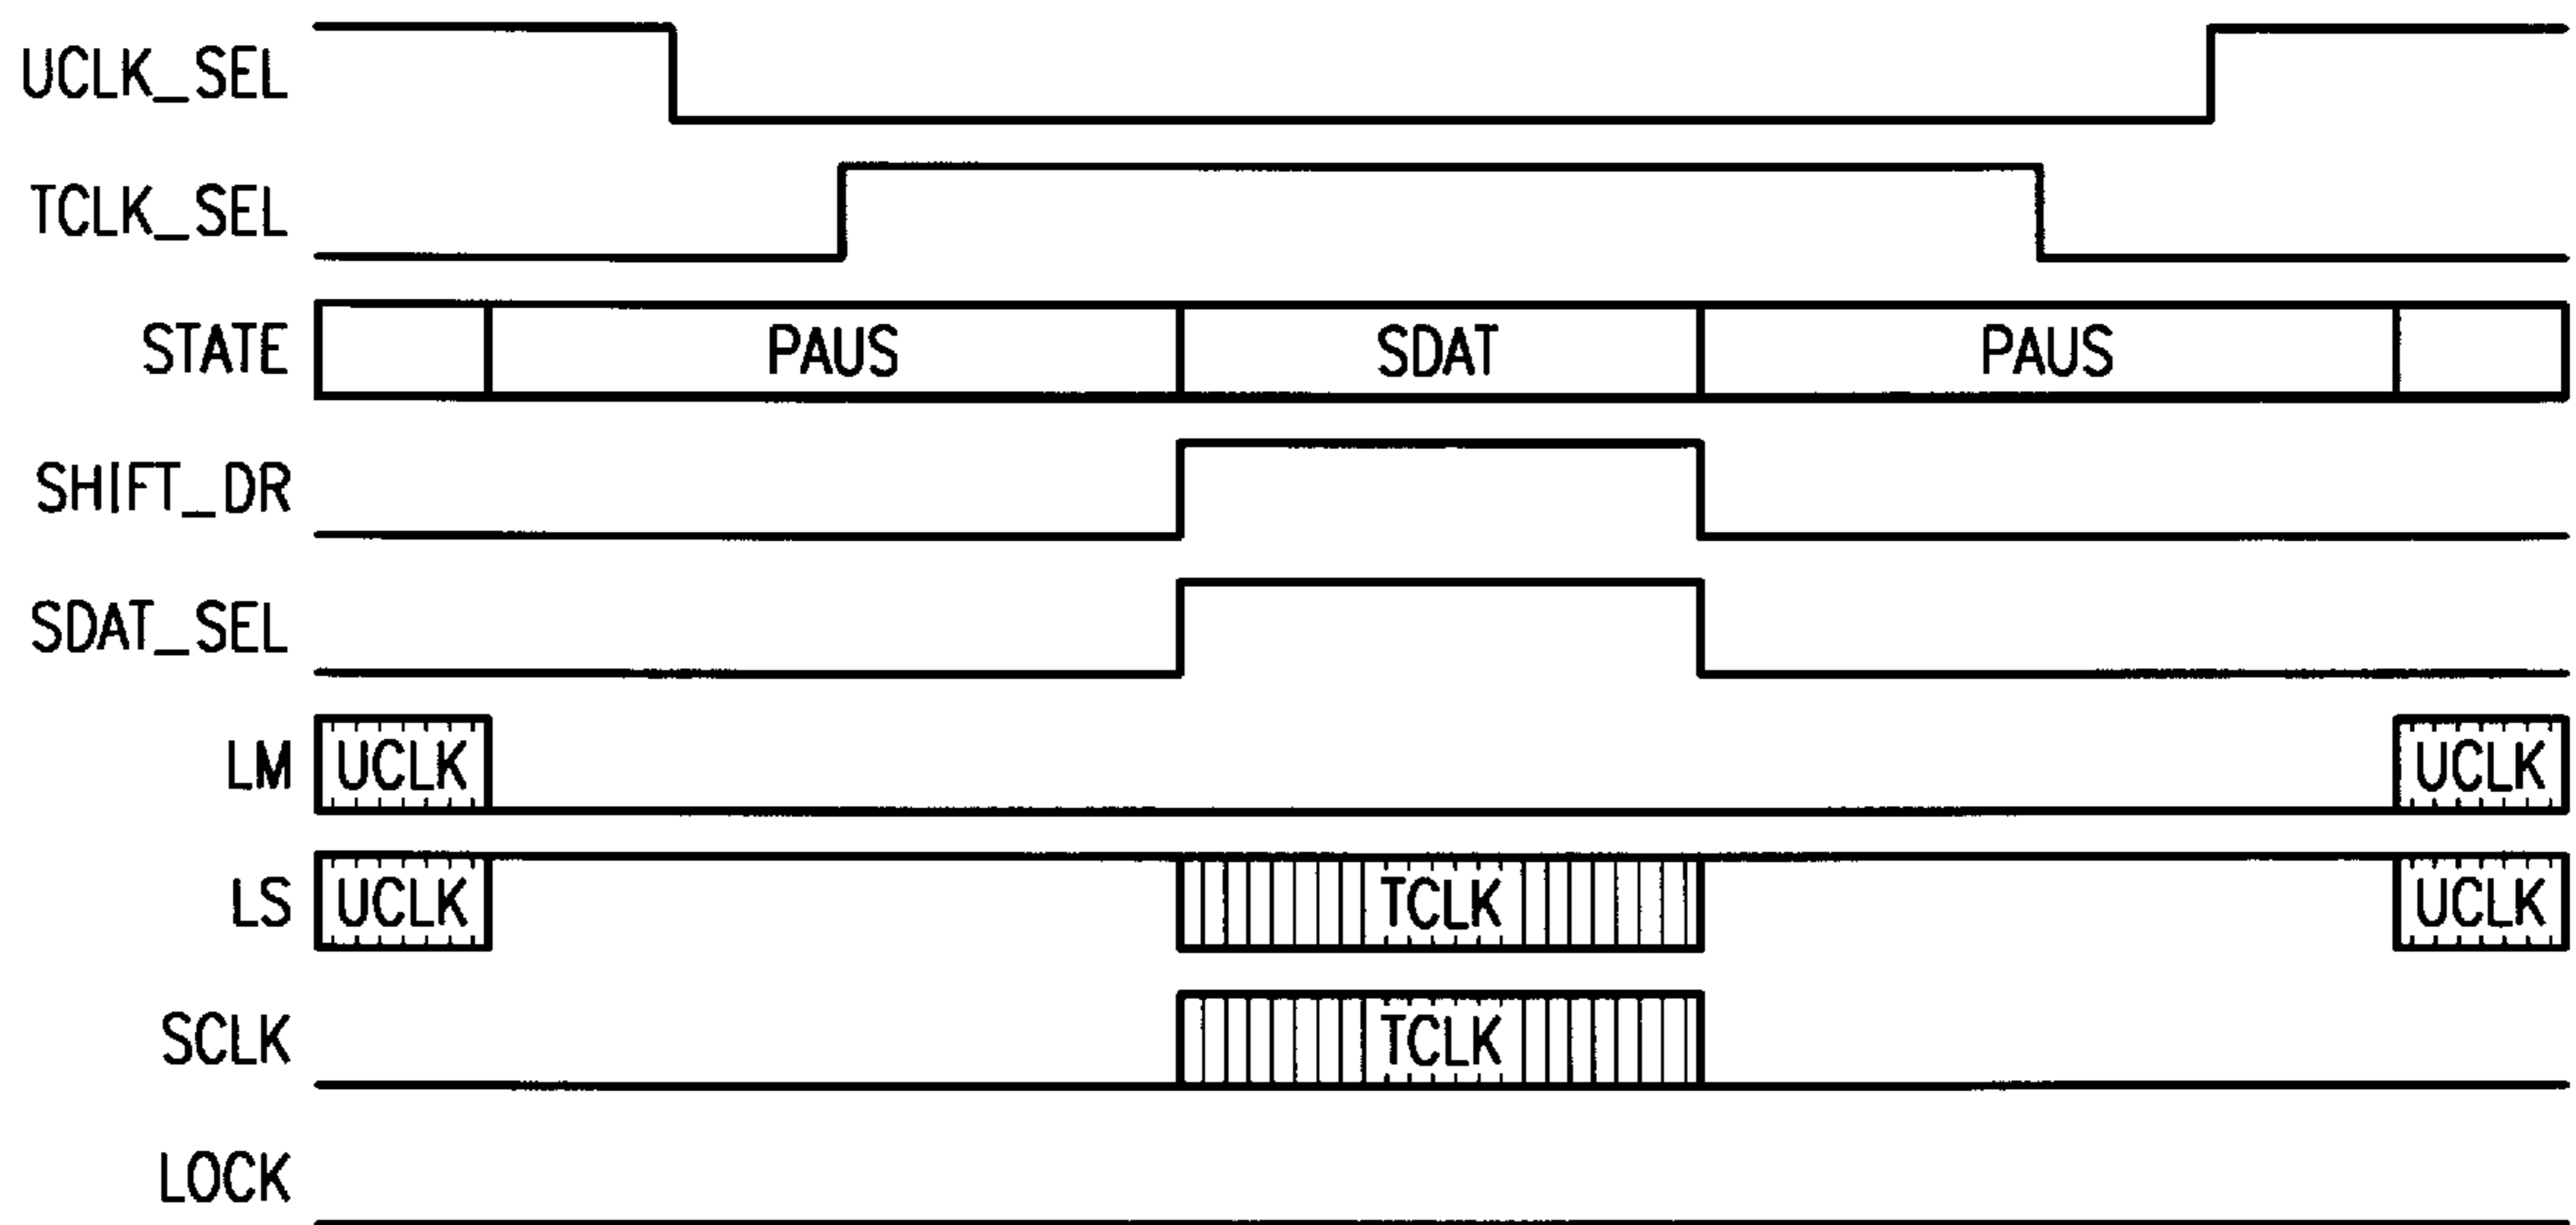 UCLK_SEL
TCLK_SEL
STATE PAUS SDAT PAUS
SHIFT_DR
SDAT_SEL
LM UCLK UCLK
LS UCLK TCLK UCLK
SCLK TCLK
LOCK